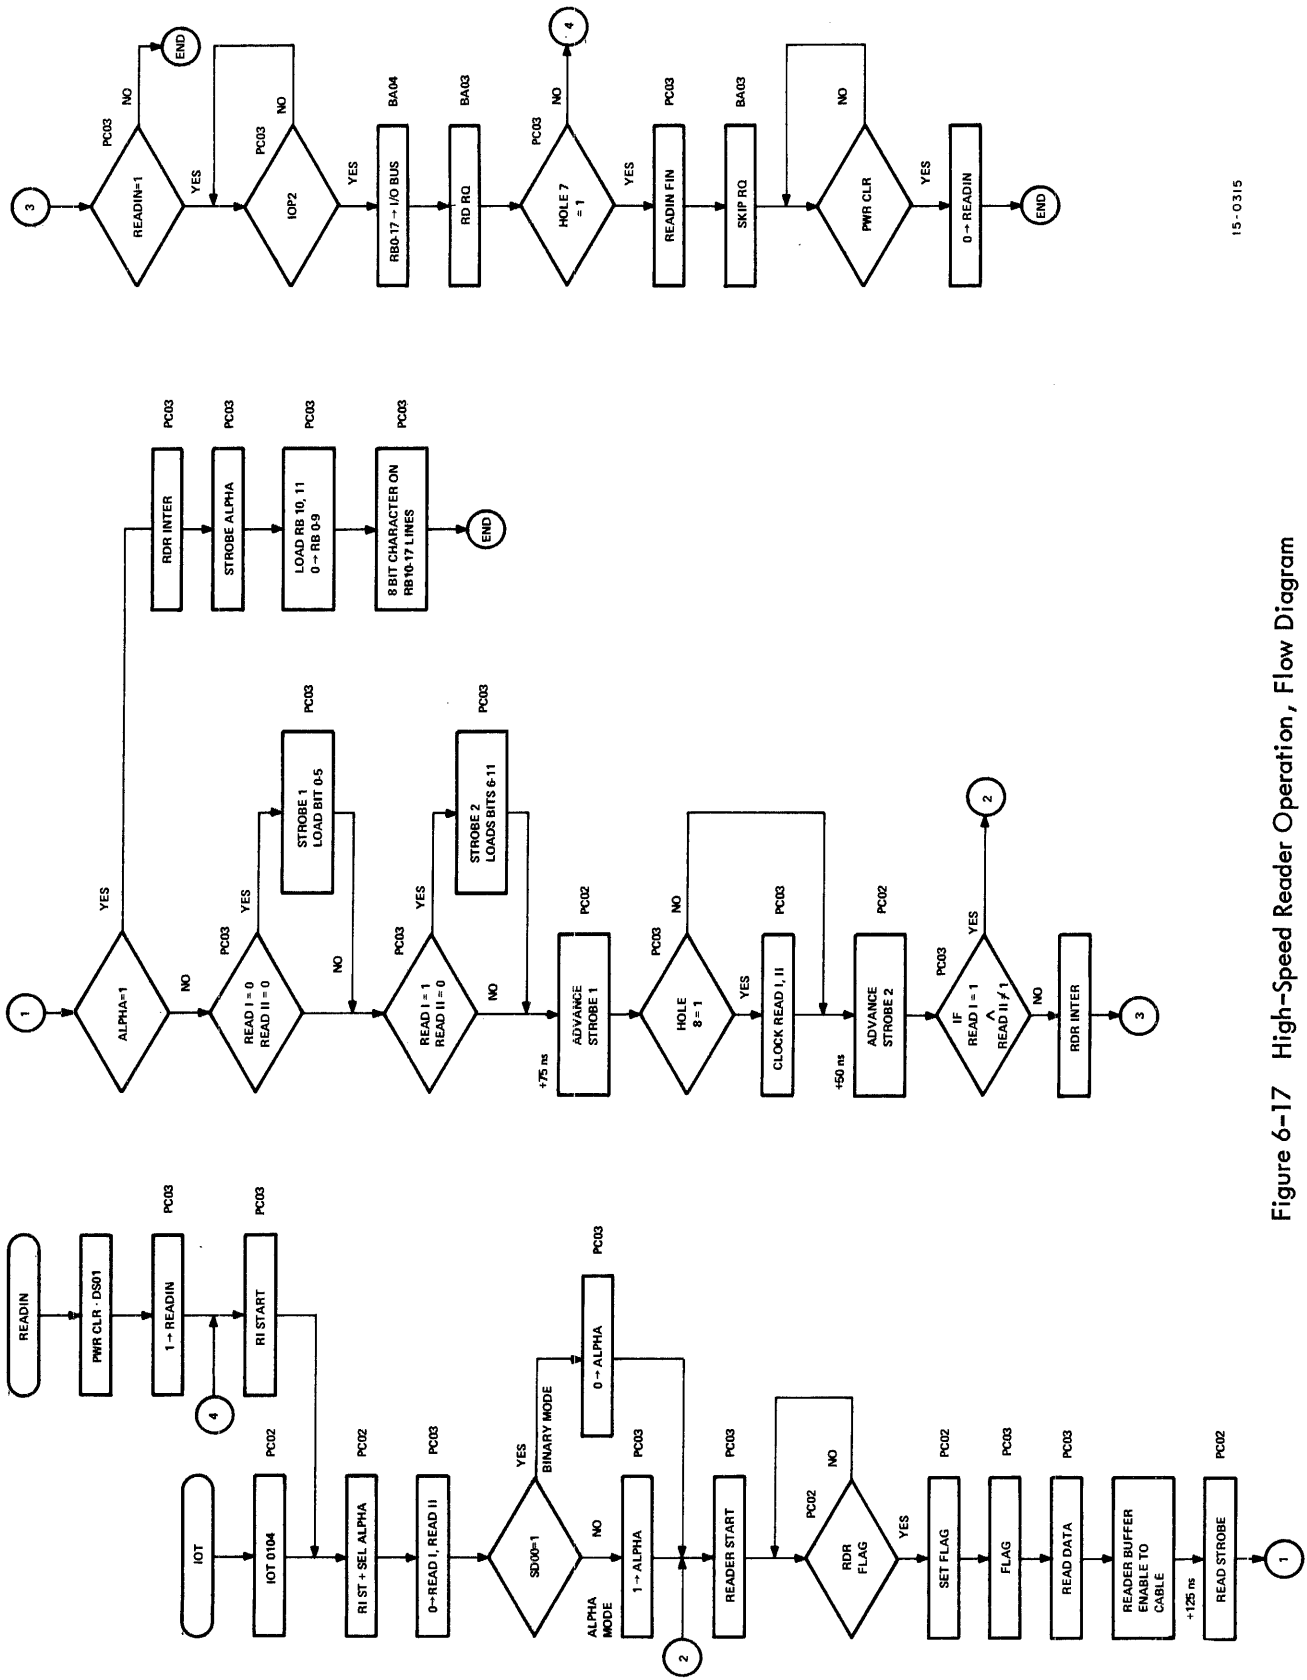 READIN
PWR CLR · DS01
1 → READIN
PC03
4
RI START
PC03
IOT
IOT 0104
PC02
RI ST + SEL ALPHA
PC02
0→READ I, READ II
PC03
SD00=1
YES
BINARY MODE
0 → ALPHA
PC03
NO
ALPHA
MODE
1 → ALPHA
PC03
2
READER START
PC03
RDR
FLAG
PC02
NO
YES
SET FLAG
PC02
FLAG
PC03
READ DATA
PC03
READER BUFFER
ENABLE TO
CABLE
+125 ns
READ STROBE
PC02
1
1
ALPHA=1
YES
NO
RDR INTER
PC03
STROBE ALPHA
PC03
LOAD RB 10, 11
0 → RB 0-9
PC03
8 BIT CHARACTER ON
RB10-17 LINES
PC03
END
READ I = 0
READ II = 0
PC03
YES
STROBE 1
LOAD BIT 0-5
PC03
NO
READ I = 1
READ II = 0
PC03
YES
STROBE 2
LOADS BITS 6-11
PC03
NO
+75 ns
ADVANCE
STROBE 1
PC02
HOLE
8 = 1
PC03
NO
YES
CLOCK READ I, II
PC03
+50 ns
ADVANCE
STROBE 2
PC02
IF
READ I = 1
∧
READ II ≠ 1
PC03
YES
2
NO
RDR INTER
3
3
READIN=1
PC03
NO
END
YES
IOP2
PC03
NO
YES
RB0-17 → I/O BUS
BA04
RD RQ
BA03
HOLE 7
= 1
PC03
NO
4
YES
READIN FIN
PC03
SKIP RQ
BA03
PWR CLR
NO
YES
0 → READIN
END
15-0315
Figure 6-17 High-Speed Reader Operation, Flow Diagram